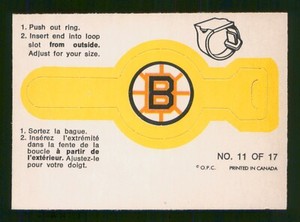 1. Push out ring.
2. Insert end into loop
slot from outside.
Adjust for your size.
B
1. Sortez la bague.
2. Insérez l'extrémité
dans la fente de la
boucle à partir de
l'extérieur. Ajustez-le
pour votre doigt.
NO. 11 OF 17
© O.P.C. PRINTED IN CANADA